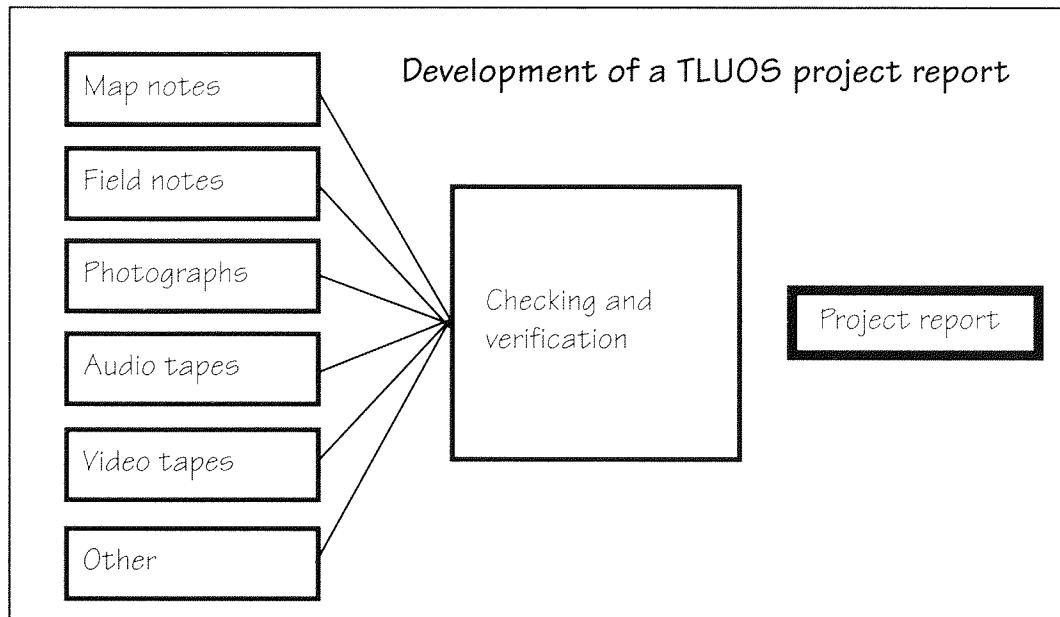 Development of a TLUOS project report
Map notes
Field notes
Photographs
Audio tapes
Video tapes
Other
Checking and
verification
Project report